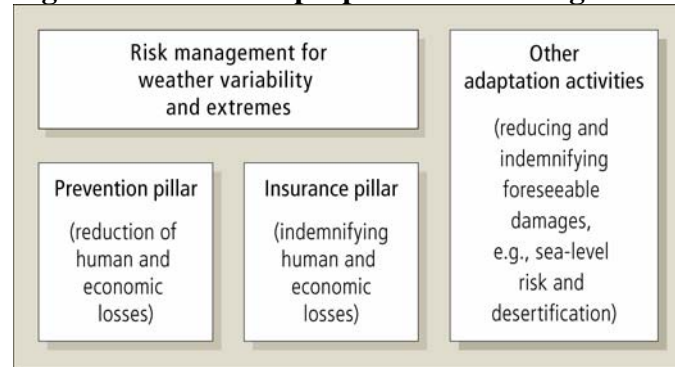 Risk management for
weather variability
and extremes
Prevention pillar
(reduction of
human and
economic
losses)
Insurance pillar
(indemnifying
human and
economic
losses)
Other
adaptation activities
(reducing and
indemnifying
foreseeable
damages,
e.g., sea-level
risk and
desertification)